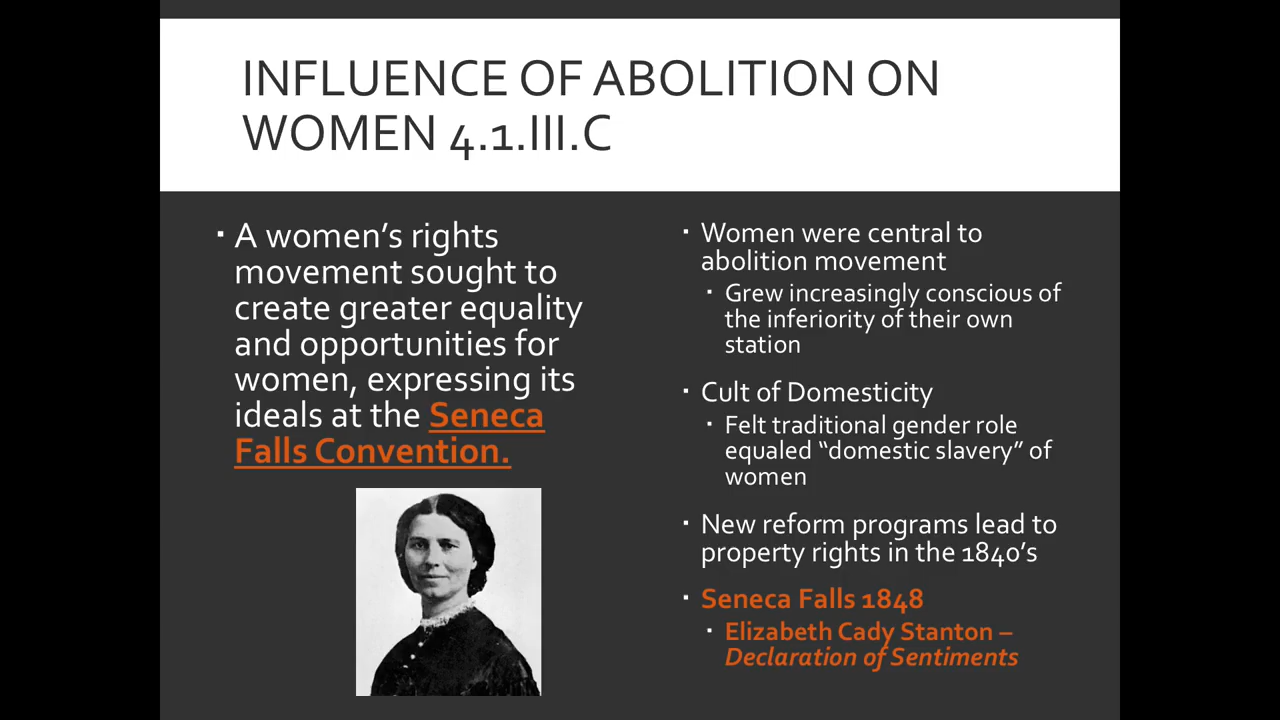 INFLUENCE OF ABOLITION ON
WOMEN 4.1.III.C
▪ A women’s rights
movement sought to
create greater equality
and opportunities for
women, expressing its
ideals at the Seneca
Falls Convention.
▪ Women were central to
abolition movement
▪ Grew increasingly conscious of
the inferiority of their own
station
▪ Cult of Domesticity
▪ Felt traditional gender role
equaled “domestic slavery” of
women
▪ New reform programs lead to
property rights in the 1840’s
▪ Seneca Falls 1848
▪ Elizabeth Cady Stanton –
Declaration of Sentiments